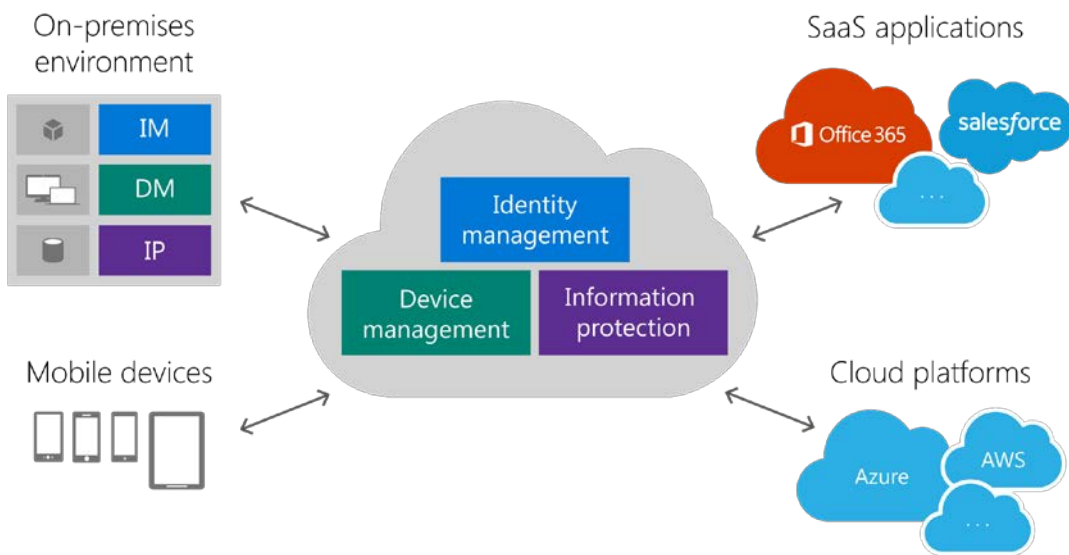 On-premises
environment
IM
DM
IP
Mobile devices
Identity
management
Device
management
Information
protection
SaaS applications
Office 365
salesforce
...
Cloud platforms
Azure
AWS
...